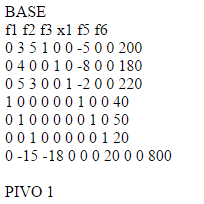 BASE
f1 f2 f3 x1 f5 f6
0 3 5 1 0 0 -5 0 0 200
0 4 0 0 1 0 -8 0 0 180
0 5 3 0 0 1 -2 0 0 220
1 0 0 0 0 0 1 0 0 40
0 1 0 0 0 0 0 1 0 50
0 0 1 0 0 0 0 0 1 20
0 -15 -18 0 0 0 20 0 0 800
PIVO 1